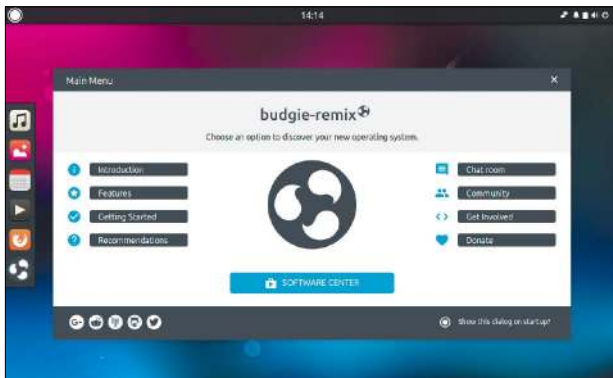 14:14
Main Menu
budgie-remix
Choose an option to discover your new operating system.
Introduction
Features
Getting Started
Recommendations
Chat room
Community
Get Involved
Donate
SOFTWARE CENTER
G+
Show this dialog on startup?